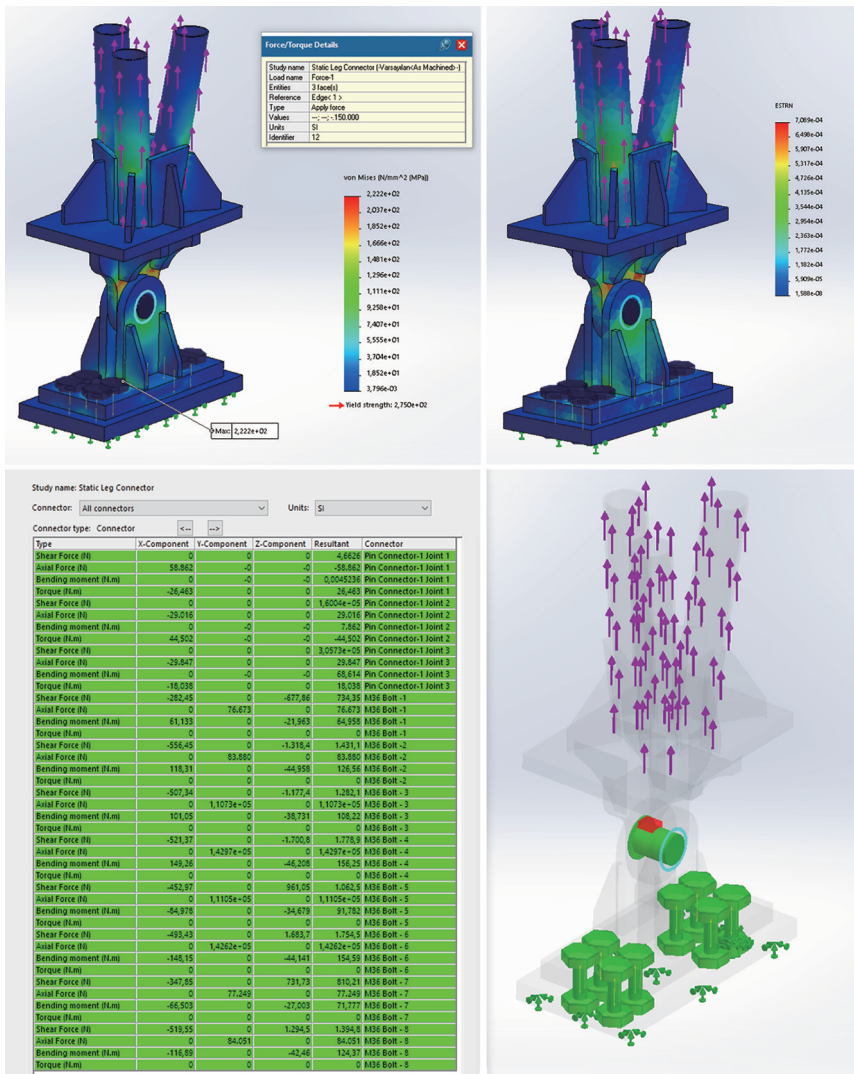 Force/Torque Details
Study name Static Leg Connector (-Varsayılan<As Machined>-)
Load name Force-1
Entities 3 face(s)
Reference Edge< 1 >
Type Apply force
Values ---; ---; -.150.000
Units SI
Identifier 12
von Mises (N/mm^2 (MPa))
2,222e+02
2,037e+02
1,852e+02
1,666e+02
1,481e+02
1,296e+02
1,111e+02
9,258e+01
7,407e+01
5,555e+01
3,704e+01
1,852e+01
3,796e-03
Yield strength: 2,750e+02
Max: 2,222e+02
ESTRN
7,089e-04
6,498e-04
5,907e-04
5,317e-04
4,726e-04
4,135e-04
3,544e-04
2,954e-04
2,363e-04
1,772e-04
1,182e-04
5,909e-05
1,588e-08
Study name: Static Leg Connector
Connector: All connectors Units: SI
Connector type: Connector <-- -->
Type X-Component Y-Component Z-Component Resultant Connector
Shear Force (N) 0 0 0 4,6626 Pin Connector-1 Joint 1
Axial Force (N) 58.862 -0 -0 -58.862 Pin Connector-1 Joint 1
Bending moment (N.m) 0 -0 -0 0,0045236 Pin Connector-1 Joint 1
Torque (N.m) -26,463 0 0 26,463 Pin Connector-1 Joint 1
Shear Force (N) 0 0 0 1,6004e+05 Pin Connector-1 Joint 2
Axial Force (N) -29.016 0 0 29.016 Pin Connector-1 Joint 2
Bending moment (N.m) 0 -0 -0 7.862 Pin Connector-1 Joint 2
Torque (N.m) 44,502 -0 -0 -44,502 Pin Connector-1 Joint 2
Shear Force (N) 0 0 0 3,0573e+05 Pin Connector-1 Joint 3
Axial Force (N) -29.847 0 0 29.847 Pin Connector-1 Joint 3
Bending moment (N.m) 0 -0 -0 68,614 Pin Connector-1 Joint 3
Torque (N.m) -18,038 0 0 18,038 Pin Connector-1 Joint 3
Shear Force (N) -282,45 0 -677,86 734,35 M36 Bolt -1
Axial Force (N) 0 76.673 0 76.673 M36 Bolt -1
Bending moment (N.m) 61,133 0 -21,963 64,958 M36 Bolt -1
Torque (N.m) 0 0 0 0 M36 Bolt -1
Shear Force (N) -556,45 0 -1.318,4 1.431,1 M36 Bolt -2
Axial Force (N) 0 83.880 0 83.880 M36 Bolt -2
Bending moment (N.m) 118,31 0 -44,958 126,56 M36 Bolt -2
Torque (N.m) 0 0 0 0 M36 Bolt -2
Shear Force (N) -507,34 0 -1.177,4 1.282,1 M36 Bolt - 3
Axial Force (N) 0 1,1073e+05 0 1,1073e+05 M36 Bolt - 3
Bending moment (N.m) 101,05 0 -38,731 108,22 M36 Bolt - 3
Torque (N.m) 0 0 0 0 M36 Bolt - 3
Shear Force (N) -521,37 0 -1.700,8 1.778,9 M36 Bolt - 4
Axial Force (N) 0 1,4297e+05 0 1,4297e+05 M36 Bolt - 4
Bending moment (N.m) 149,26 0 -46,208 156,25 M36 Bolt - 4
Torque (N.m) 0 0 0 0 M36 Bolt - 4
Shear Force (N) -452,97 0 961,05 1.062,5 M36 Bolt - 5
Axial Force (N) 0 1,1105e+05 0 1,1105e+05 M36 Bolt - 5
Bending moment (N.m) -84,978 0 -34,679 91,782 M36 Bolt - 5
Torque (N.m) 0 0 0 0 M36 Bolt - 5
Shear Force (N) -493,43 0 1.683,7 1.754,5 M36 Bolt - 6
Axial Force (N) 0 1,4262e+05 0 1,4262e+05 M36 Bolt - 6
Bending moment (N.m) -148,15 0 -44,141 154,59 M36 Bolt - 6
Torque (N.m) 0 0 0 0 M36 Bolt - 6
Shear Force (N) -347,85 0 731,73 810,21 M36 Bolt - 7
Axial Force (N) 0 77.249 0 77.249 M36 Bolt - 7
Bending moment (N.m) -66,503 0 -27,003 71,777 M36 Bolt - 7
Torque (N.m) 0 0 0 0 M36 Bolt - 7
Shear Force (N) -519,55 0 1.294,5 1.394,8 M36 Bolt - 8
Axial Force (N) 0 84.051 0 84.051 M36 Bolt - 8
Bending moment (N.m) -116,89 0 -42,46 124,37 M36 Bolt - 8
Torque (N.m) 0 0 0 0 M36 Bolt - 8